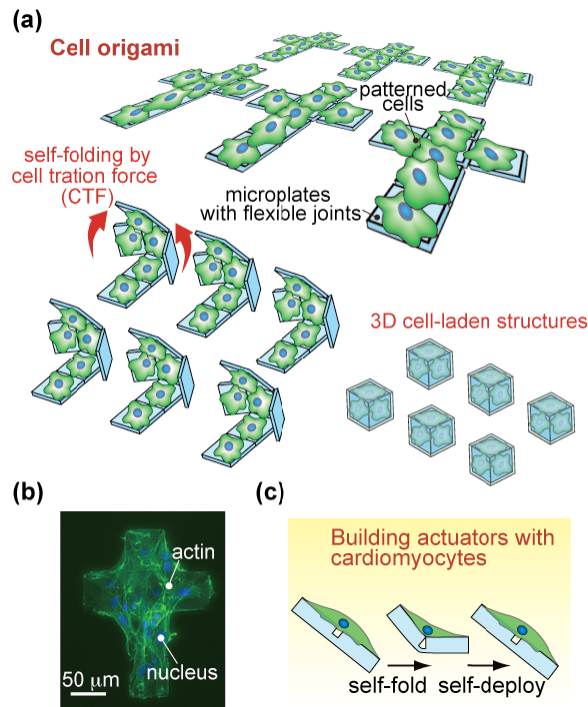 (a)
Cell origami
patterned
cells
self-folding by
cell tration force
(CTF)
microplates
with flexible joints
3D cell-laden structures
(b)
actin
nucleus
50 μm
(c)
Building actuators with
cardiomyocytes
self-fold
self-deploy